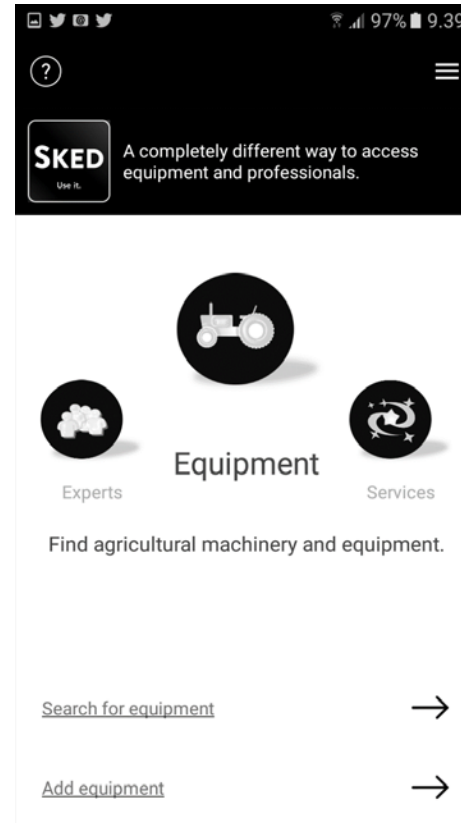 97% 9.39
?
SKED
Use it.
A completely different way to access
equipment and professionals.
Experts
Equipment
Services
Find agricultural machinery and equipment.
Search for equipment
Add equipment